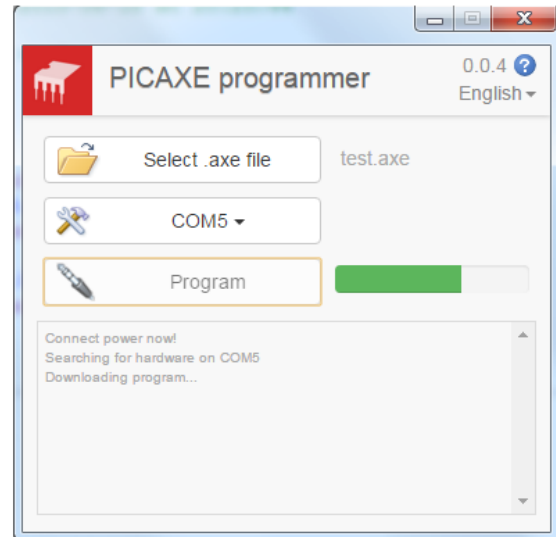 PICAXE programmer
0.0.4
English
Select .axe file
test.axe
COM5
Program
Connect power now!
Searching for hardware on COM5
Downloading program...